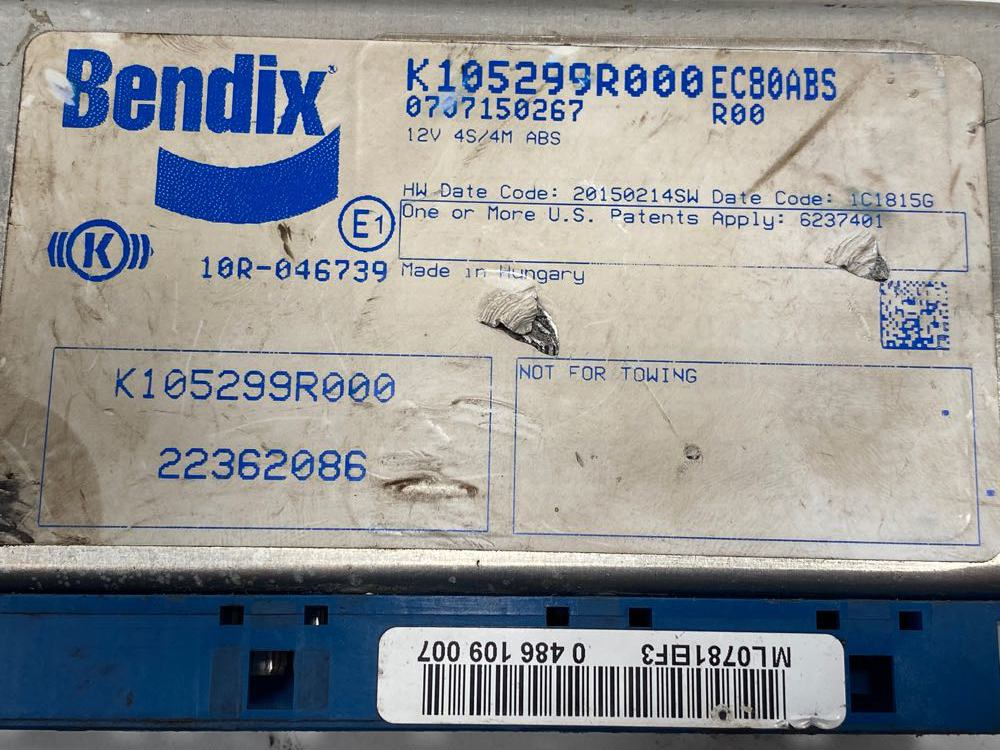 Bendix
K105299R000 EC80ABS
0707150267 R00
12V 4S/4M ABS
HW Date Code: 20150214SW Date Code: 1C1815G
One or More U.S. Patents Apply: 6237401
E1
K
10R-046739
Made in Hungary
K105299R000
22362086
NOT FOR TOWING
ML0781EF3 0 486 109 007